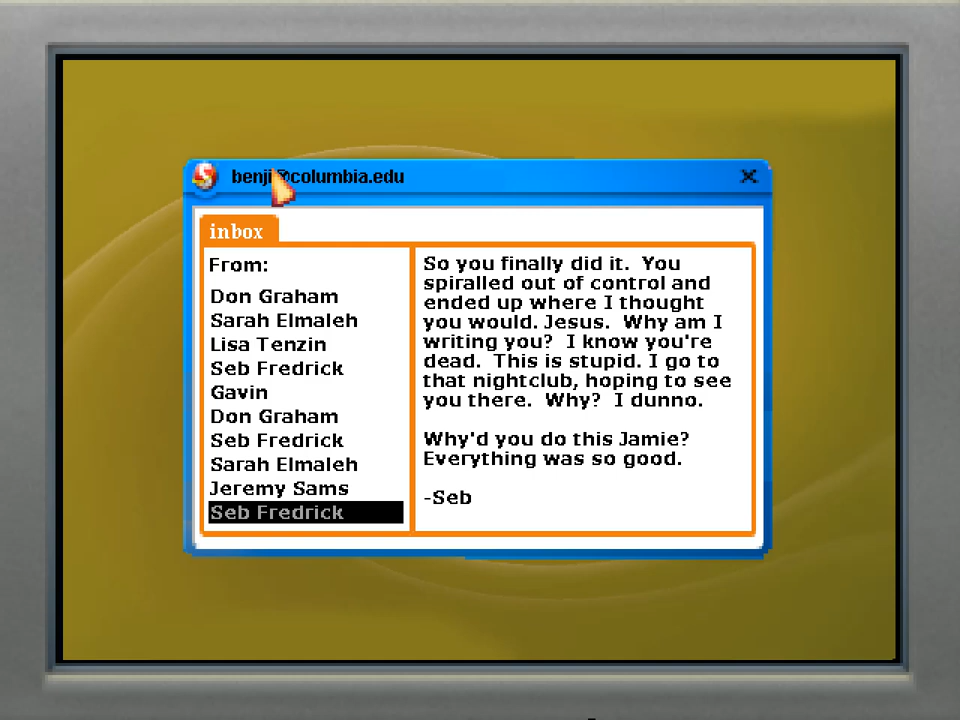 benji@columbia.edu
inbox
From:
Don Graham
Sarah Elmaleh
Lisa Tenzin
Seb Fredrick
Gavin
Don Graham
Seb Fredrick
Sarah Elmaleh
Jeremy Sams
Seb Fredrick
So you finally did it.  You
spiralled out of control and
ended up where I thought
you would. Jesus.  Why am I
writing you?  I know you're
dead.  This is stupid. I go to
that nightclub, hoping to see
you there.  Why?  I dunno.
Why'd you do this Jamie?
Everything was so good.
-Seb